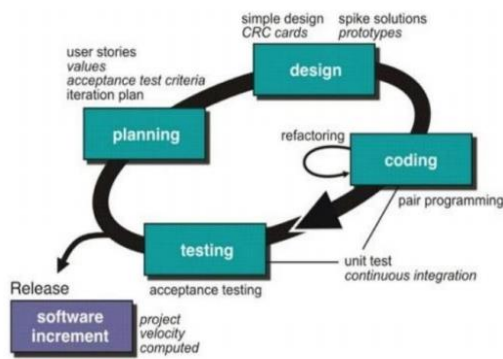 simple design
CRC cards
spike solutions
prototypes
user stories
values
acceptance test criteria
iteration plan
design
planning
refactoring
coding
pair programming
testing
unit test
continuous integration
acceptance testing
Release
software
increment
project
velocity
computed